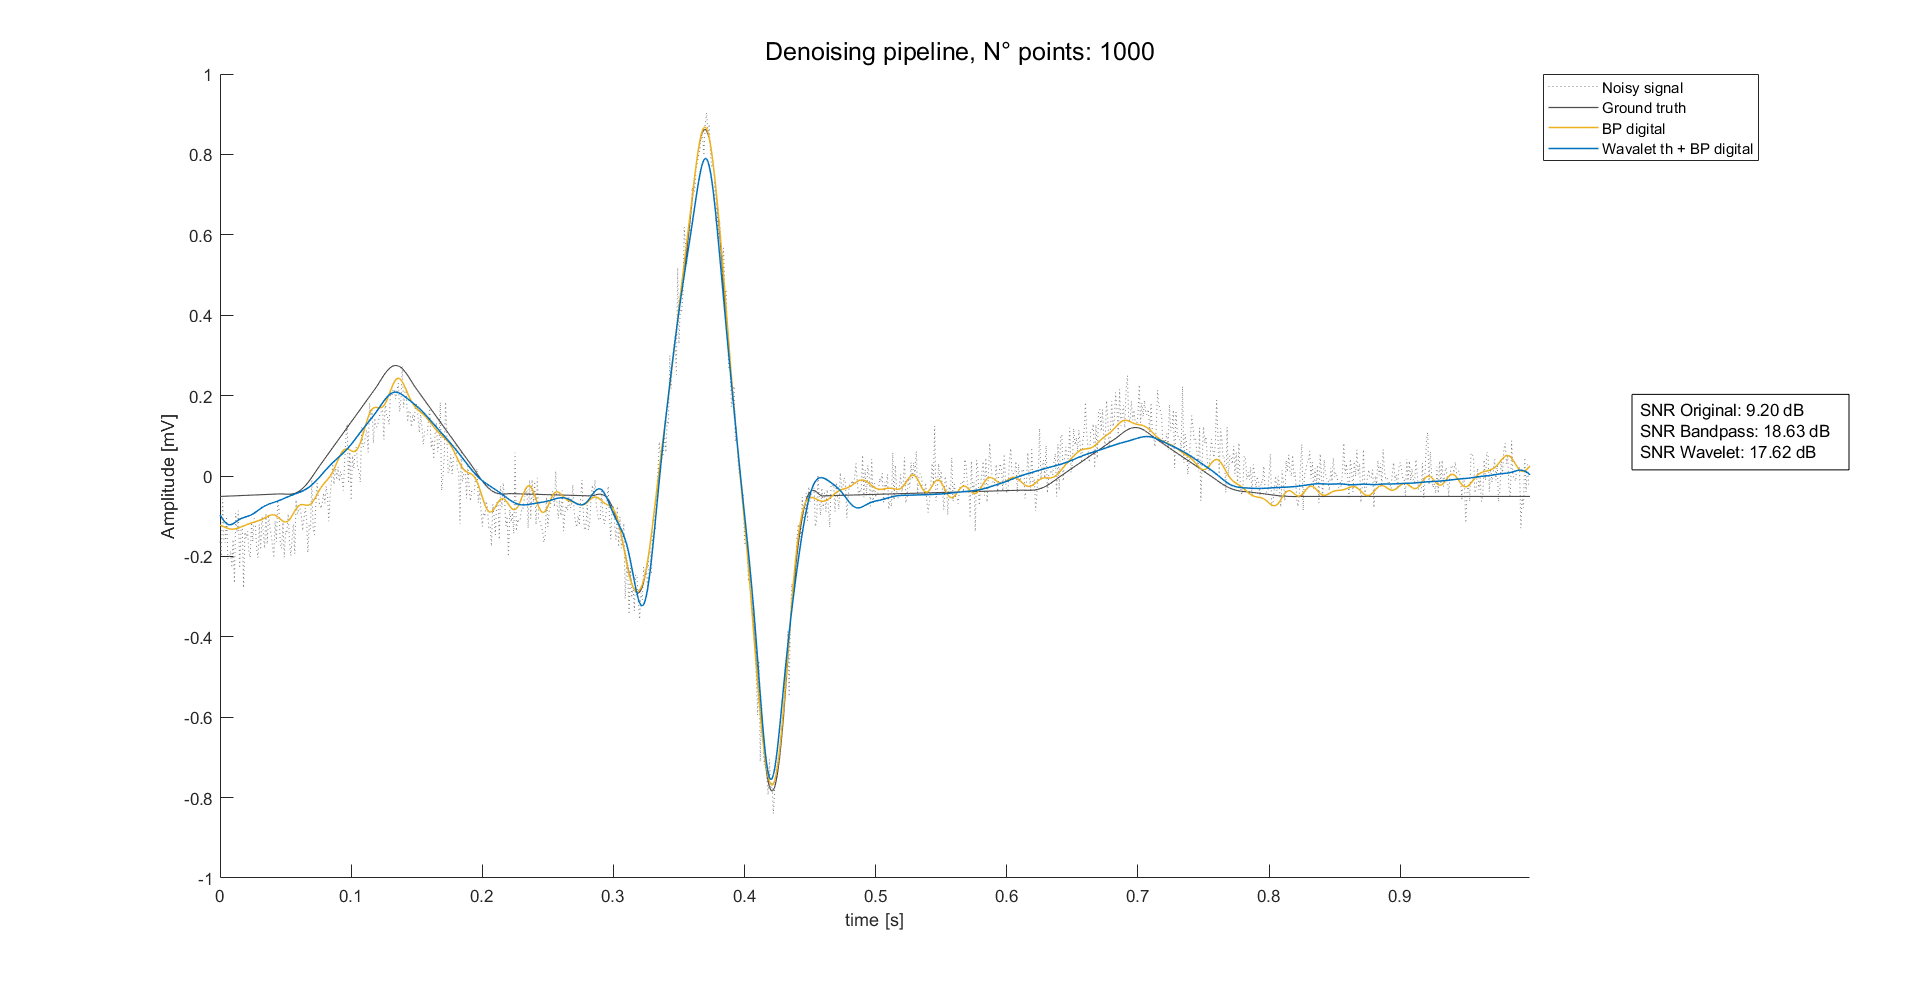 Denoising pipeline, N° points: 1000
Noisy signal
Ground truth
BP digital
Wavalet th + BP digital
SNR Original: 9.20 dB
SNR Bandpass: 18.63 dB
SNR Wavelet: 17.62 dB
Amplitude [mV]
1
0.8
0.6
0.4
0.2
0
-0.2
-0.4
-0.6
-0.8
-1
0 0.1 0.2 0.3 0.4 0.5 0.6 0.7 0.8 0.9
time [s]